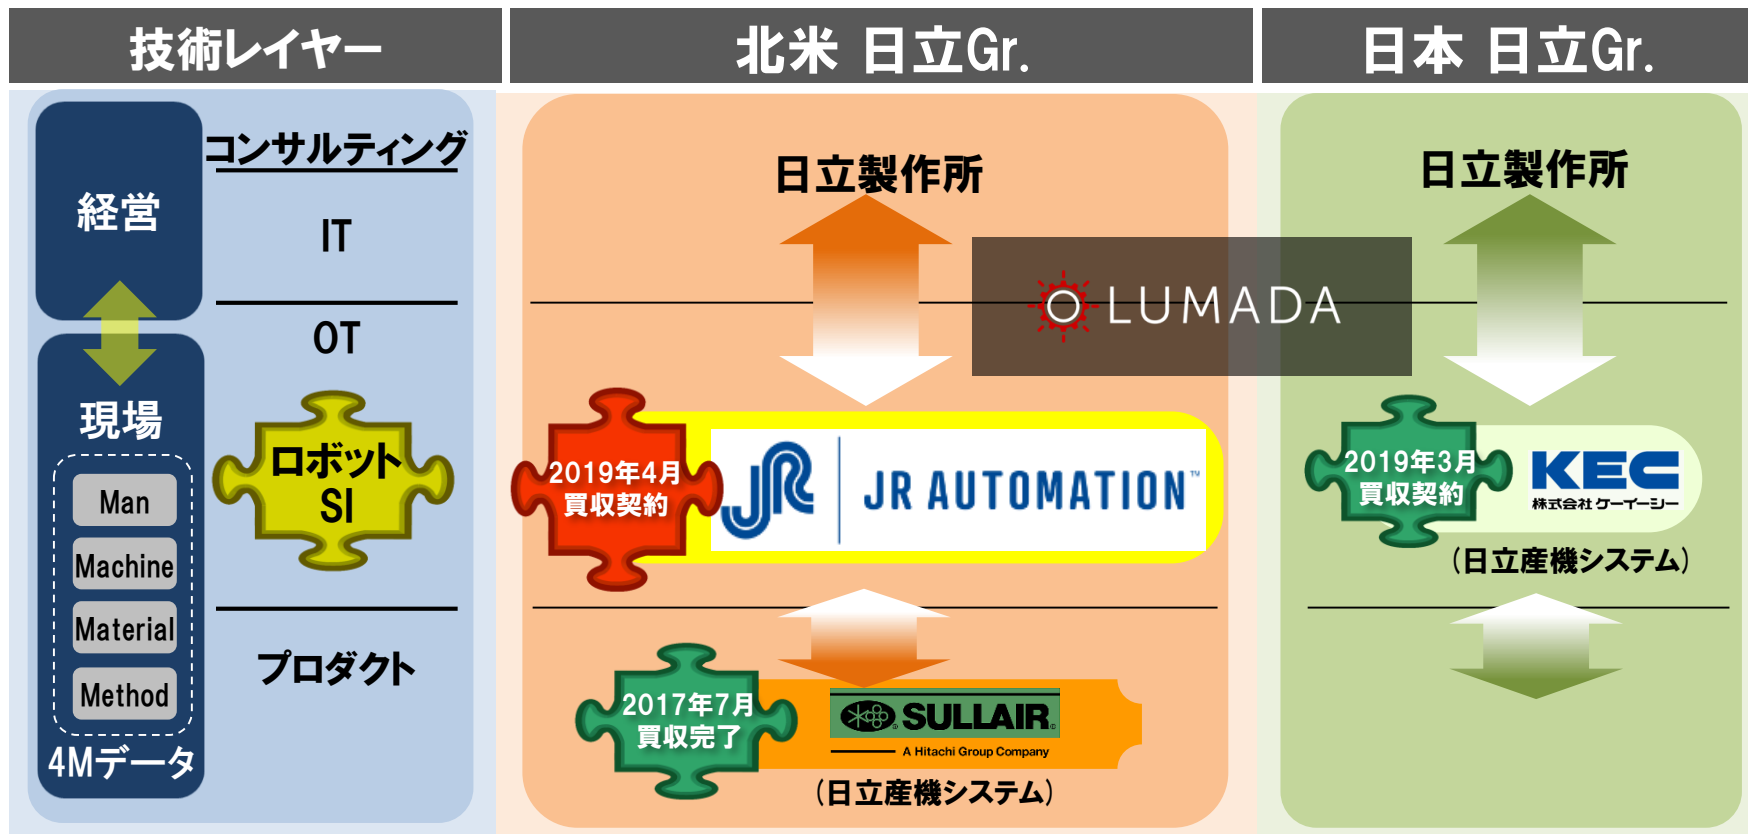 技術レイヤー
北米 日立Gr.
日本 日立Gr.
経営
現場
Man
Machine
Material
Method
4Mデータ
コンサルティング
IT
OT
ロボット
SI
プロダクト
日立製作所
2019年4月
買収契約
JR
JR AUTOMATION™
2017年7月
買収完了
SULLAIR®
A Hitachi Group Company
(日立産機システム)
LUMADA
日立製作所
2019年3月
買収契約
KEC
株式会社 ケーイーシー
(日立産機システム)